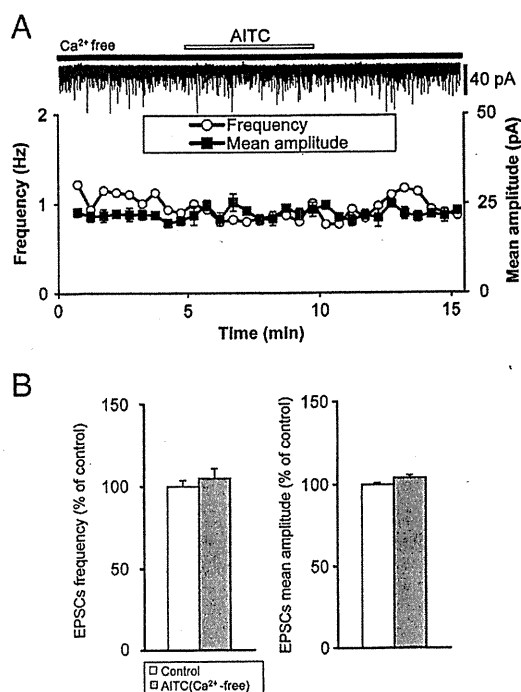 A
AITC
Ca²⁺ free
40 pA
Frequency
Mean amplitude
Frequency (Hz)
2
1
0
Mean amplitude (pA)
50
25
0
0 5 10 15
Time (min)
B
EPSCs frequency (% of control)
150
100
50
0
EPSCs mean amplitude (% of control)
150
100
50
0
Control
AITC(Ca²⁺-free)